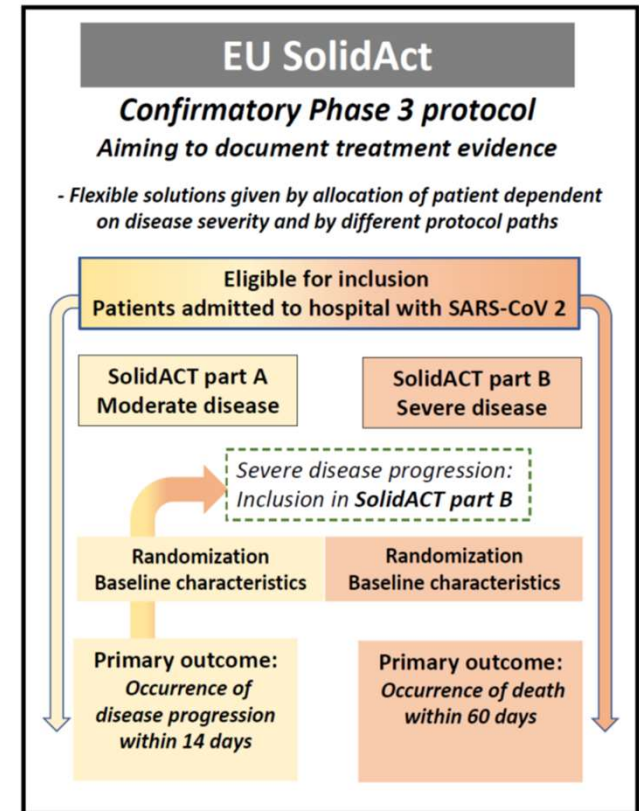 EU SolidAct
Confirmatory Phase 3 protocol
Aiming to document treatment evidence
- Flexible solutions given by allocation of patient dependent
on disease severity and by different protocol paths
Eligible for inclusion
Patients admitted to hospital with SARS-CoV 2
SolidACT part A
Moderate disease
SolidACT part B
Severe disease
Severe disease progression:
Inclusion in SolidACT part B
Randomization
Baseline characteristics
Randomization
Baseline characteristics
Primary outcome:
Occurrence of
disease progression
within 14 days
Primary outcome:
Occurrence of death
within 60 days